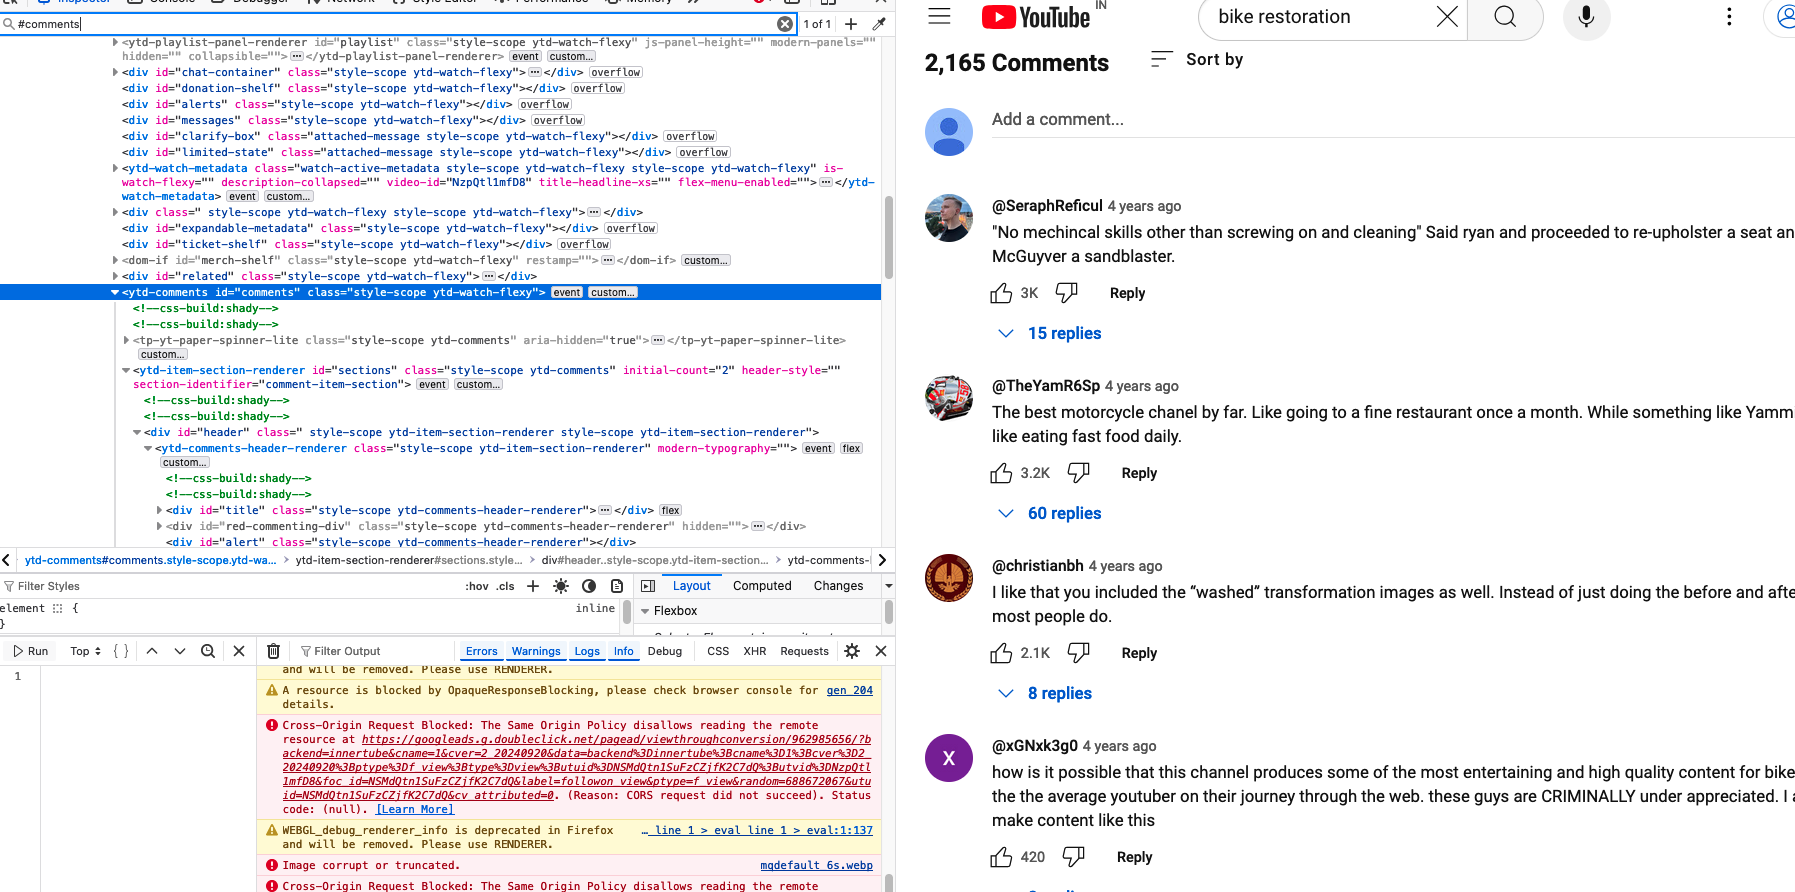 Inspector Console Debugger Network Style Editor Performance Memory
#comments 1 of 1
<ytd-playlist-panel-renderer id="playlist" class="style-scope ytd-watch-flexy" js-panel-height="" modern-panels=""
hidden="" collapsible=""> </ytd-playlist-panel-renderer> event custom...
<div id="chat-container" class="style-scope ytd-watch-flexy"> </div> overflow
<div id="donation-shelf" class="style-scope ytd-watch-flexy"></div> overflow
<div id="alerts" class="style-scope ytd-watch-flexy"></div> overflow
<div id="messages" class="style-scope ytd-watch-flexy"></div> overflow
<div id="clarify-box" class="attached-message style-scope ytd-watch-flexy"></div> overflow
<div id="limited-state" class="attached-message style-scope ytd-watch-flexy"></div> overflow
<ytd-watch-metadata class="watch-active-metadata style-scope ytd-watch-flexy style-scope ytd-watch-flexy" is-
watch-flexy="" description-collapsed="" video-id="NzpQtl1mfD8" title-headline-xs="" flex-menu-enabled=""> </ytd-
watch-metadata> event custom...
<div class=" style-scope ytd-watch-flexy style-scope ytd-watch-flexy"> </div>
<div id="expandable-metadata" class="style-scope ytd-watch-flexy"></div> overflow
<div id="ticket-shelf" class="style-scope ytd-watch-flexy"></div> overflow
<dom-if id="merch-shelf" class="style-scope ytd-watch-flexy" restamp=""> </dom-if> custom...
<div id="related" class="style-scope ytd-watch-flexy"> </div>
<ytd-comments id="comments" class="style-scope ytd-watch-flexy"> event custom...
<!--css-build:shady-->
<!--css-build:shady-->
<tp-yt-paper-spinner-lite class="style-scope ytd-comments" aria-hidden="true"> </tp-yt-paper-spinner-lite>
custom...
<ytd-item-section-renderer id="sections" class="style-scope ytd-comments" initial-count="2" header-style=""
section-identifier="comment-item-section"> event custom...
<!--css-build:shady-->
<!--css-build:shady-->
<div id="header" class=" style-scope ytd-item-section-renderer style-scope ytd-item-section-renderer">
<ytd-comments-header-renderer class="style-scope ytd-item-section-renderer" modern-typography=""> event flex
custom...
<!--css-build:shady-->
<!--css-build:shady-->
<div id="title" class="style-scope ytd-comments-header-renderer"> </div> flex
<div id="red-commenting-div" class="style-scope ytd-comments-header-renderer" hidden=""> </div>
<div id="alert" class="style-scope ytd-comments-header-renderer"></div>
ytd-comments#comments.style-scope.ytd-wa... ytd-item-section-renderer#sections.style... div#header..style-scope.ytd-item-section... ytd-comments-
Filter Styles :hov .cls Layout Computed Changes
element { inline
}
Flexbox
Run Top { } Filter Output Errors Warnings Logs Info Debug CSS XHR Requests
1
and will be removed. Please use RENDERER.
A resource is blocked by OpaqueResponseBlocking, please check browser console for gen_204
details.
Cross-Origin Request Blocked: The Same Origin Policy disallows reading the remote
resource at https://googleads.g.doubleclick.net/pagead/viewthroughconversion/962985656/?b
ackend=innertube&cname=1&cver=2_20240920&data=backend%3Dinnertube%3Bcname%3D1%3Bcver%3D2_
20240920%3Bptype%3Df_view%3Btype%3Dview%3Butuid%3DNSMdQtn1SuFzCZjfK2C7dQ%3Butvid%3DNzpQtl
1mfD8&foc_id=NSMdQtn1SuFzCZjfK2C7dQ&label=followon_view&ptype=f_view&random=688672067&utu
id=NSMdQtn1SuFzCZjfK2C7dQ&cv_attributed=0. (Reason: CORS request did not succeed). Status
code: (null). [Learn More]
WEBGL_debug_renderer_info is deprecated in Firefox … line 1 > eval line 1 > eval:1:137
and will be removed. Please use RENDERER.
Image corrupt or truncated. mqdefault_6s.webp
Cross-Origin Request Blocked: The Same Origin Policy disallows reading the remote
YouTube IN
bike restoration
2,165 Comments Sort by
Add a comment...
@SeraphReficul 4 years ago
"No mechincal skills other than screwing on and cleaning" Said ryan and proceeded to re-upholster a seat an
McGuyver a sandblaster.
3K Reply
15 replies
@TheYamR6Sp 4 years ago
The best motorcycle chanel by far. Like going to a fine restaurant once a month. While something like Yammi
like eating fast food daily.
3.2K Reply
60 replies
@christianbh 4 years ago
I like that you included the “washed” transformation images as well. Instead of just doing the before and afte
most people do.
2.1K Reply
8 replies
X
@xGNxk3g0 4 years ago
how is it possible that this channel produces some of the most entertaining and high quality content for bike
the the average youtuber on their journey through the web. these guys are CRIMINALLY under appreciated. I a
make content like this
420 Reply